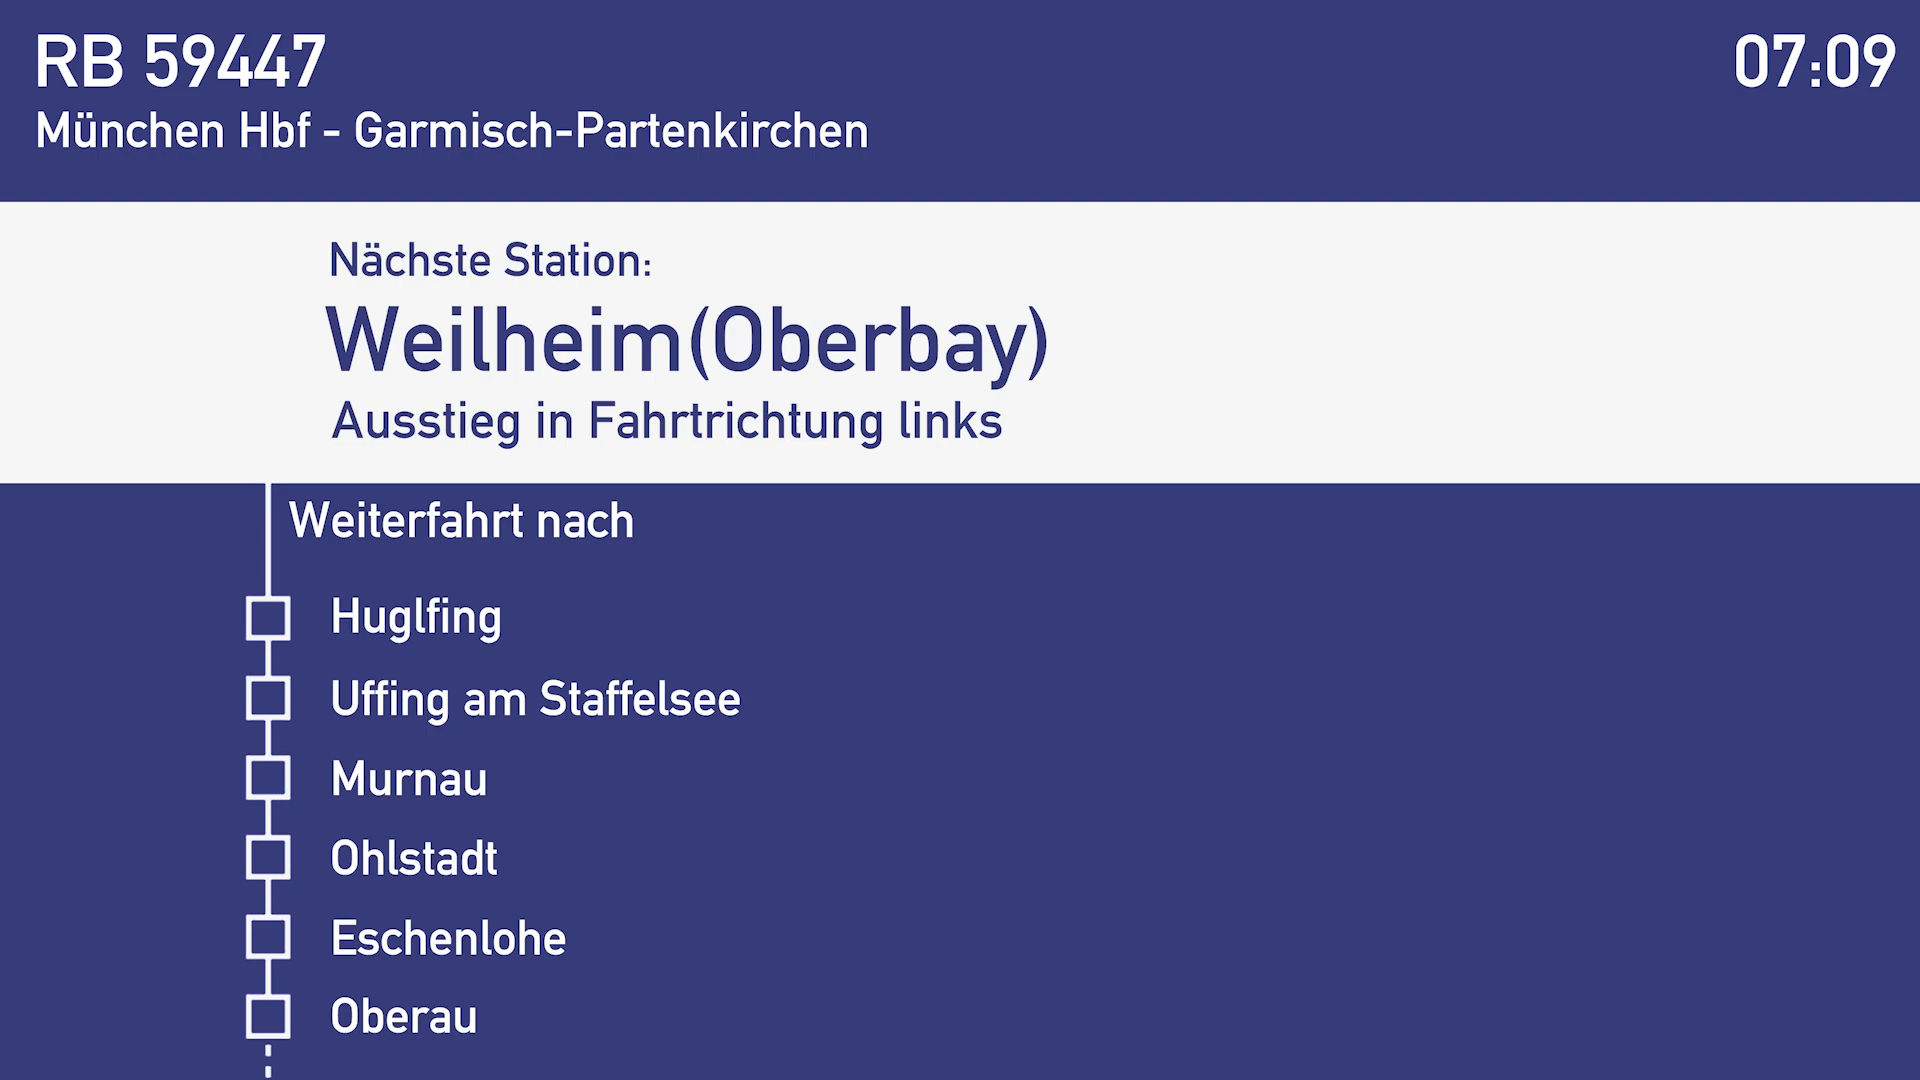 RB 59447
07:09
München Hbf - Garmisch-Partenkirchen
Nächste Station:
Weilheim(Oberbay)
Ausstieg in Fahrtrichtung links
Weiterfahrt nach
Huglfing
Uffing am Staffelsee
Murnau
Ohlstadt
Eschenlohe
Oberau